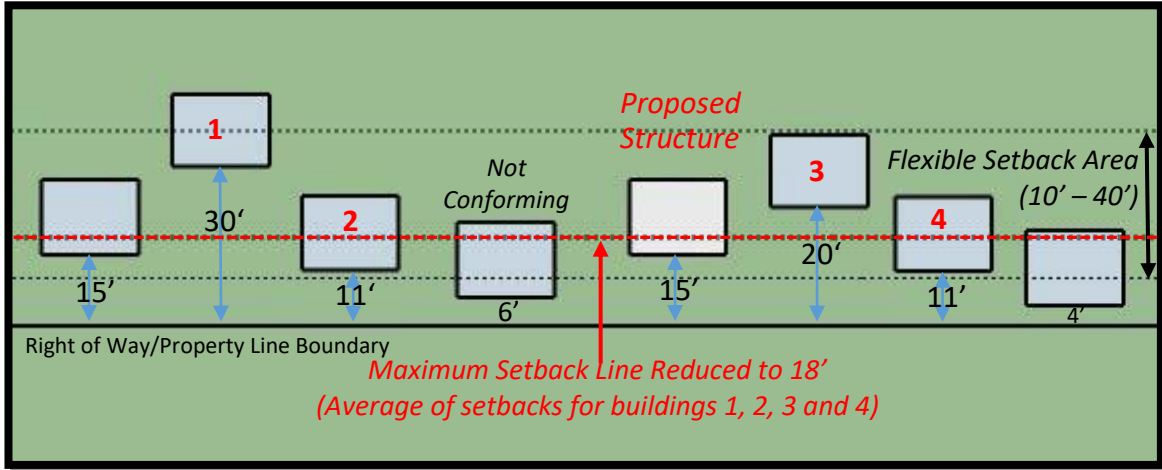 1
Proposed
Structure
3
Flexible Setback Area
(10’ – 40’)
Not
Conforming
30‘
2
4
20‘
15’
11‘
6’
15’
11’
4’
Right of Way/Property Line Boundary
Maximum Setback Line Reduced to 18’
(Average of setbacks for buildings 1, 2, 3 and 4)